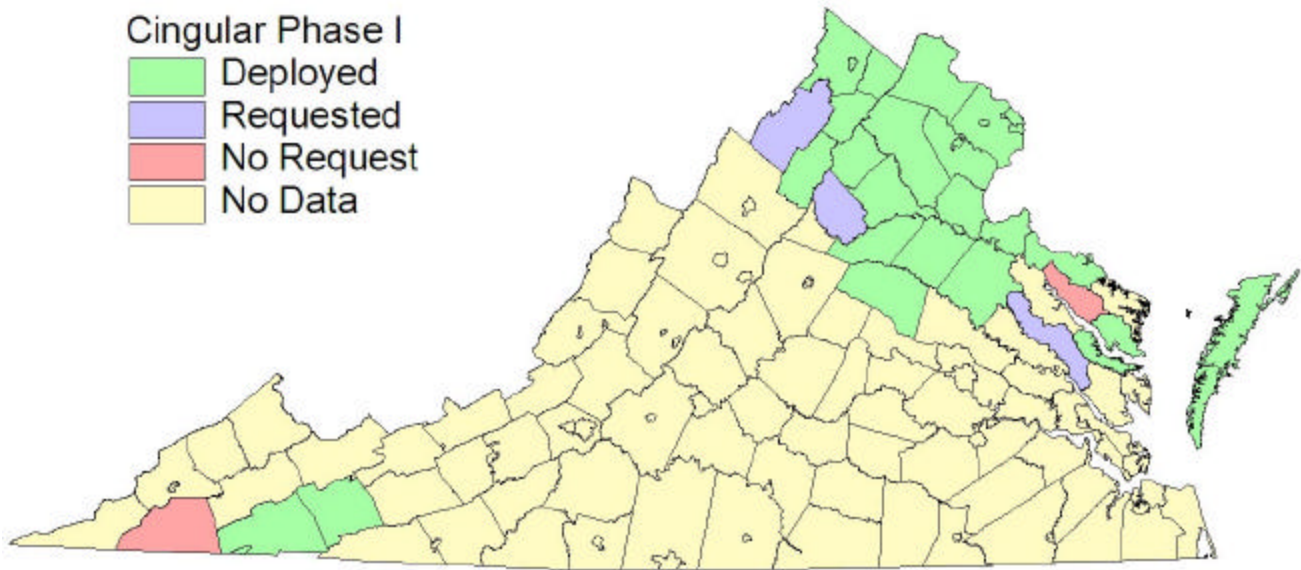 Cingular Phase I
Deployed
Requested
No Request
No Data